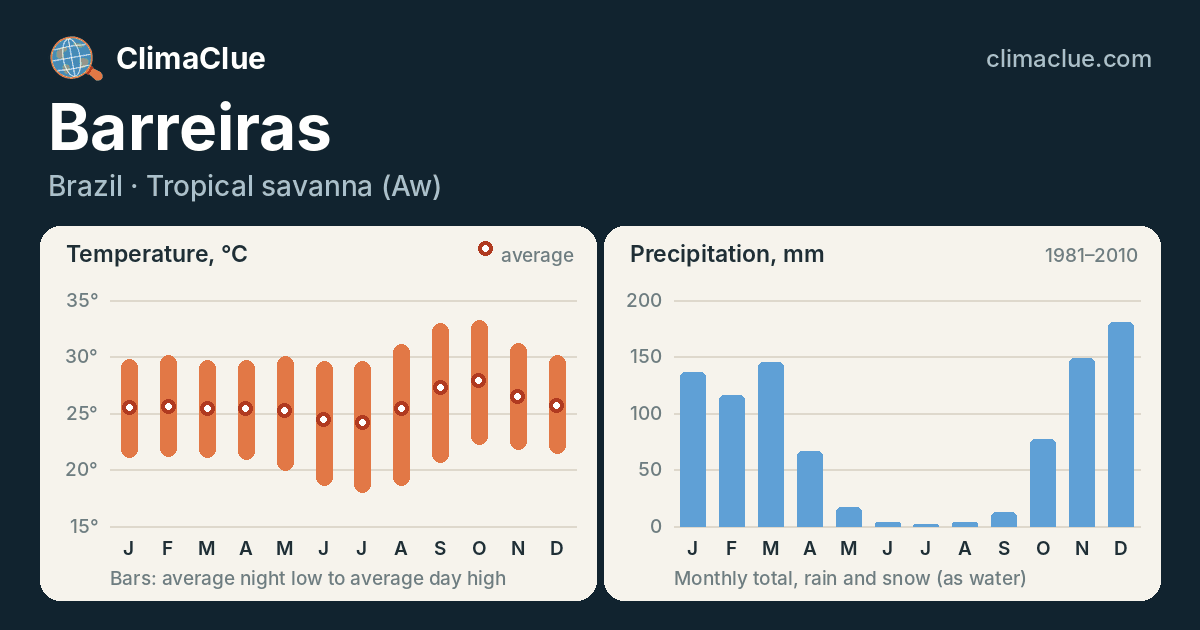 ClimaClue
climaclue.com
Barreiras
Brazil · Tropical savanna (Aw)
Temperature, °C
average
35°
30°
25°
20°
15°
J F M A M J J A S O N D
Bars: average night low to average day high
Precipitation, mm
1981–2010
200
150
100
50
0
J F M A M J J A S O N D
Monthly total, rain and snow (as water)